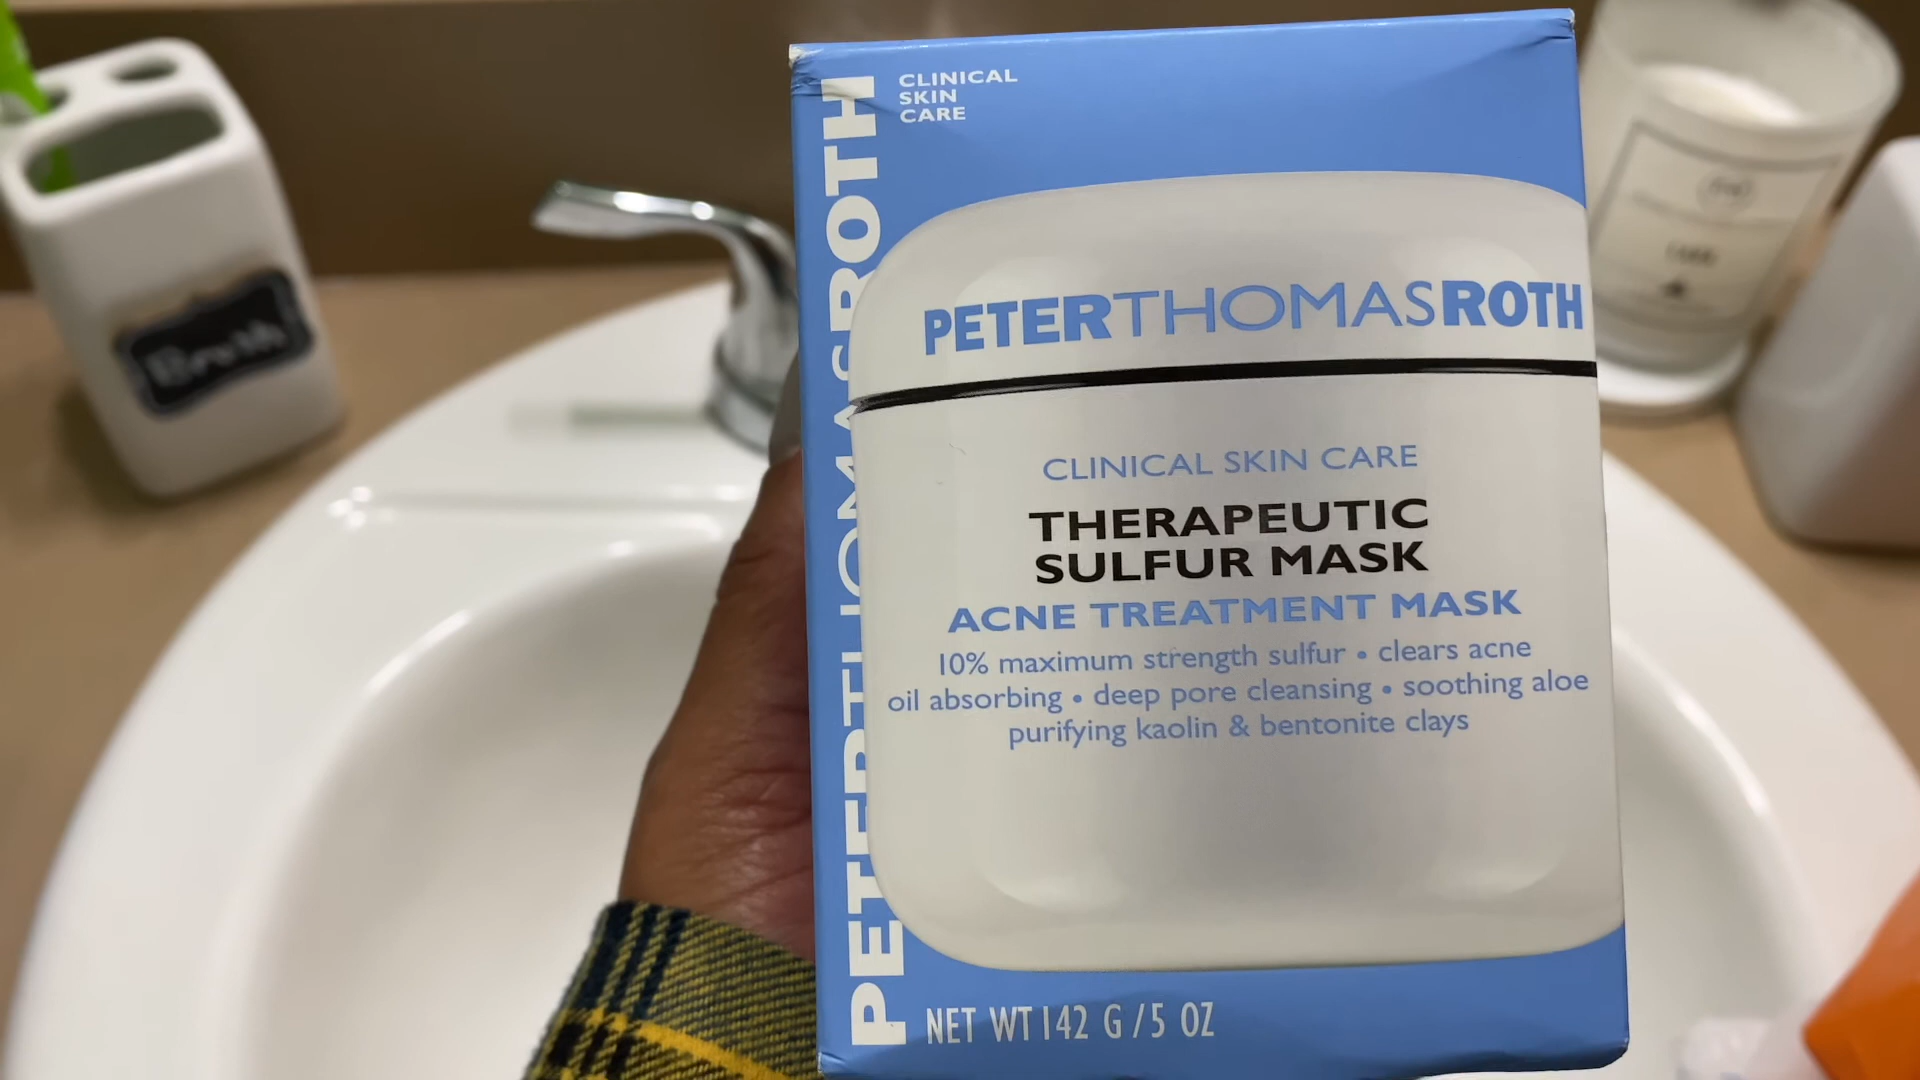 PETERTHOMASROTH
CLINICAL
SKIN
CARE
PETERTHOMASROTH
CLINICAL SKIN CARE
THERAPEUTIC
SULFUR MASK
ACNE TREATMENT MASK
10% maximum strength sulfur • clears acne
oil absorbing • deep pore cleansing • soothing aloe
purifying kaolin & bentonite clays
NET WT 142 G / 5 OZ
Brush